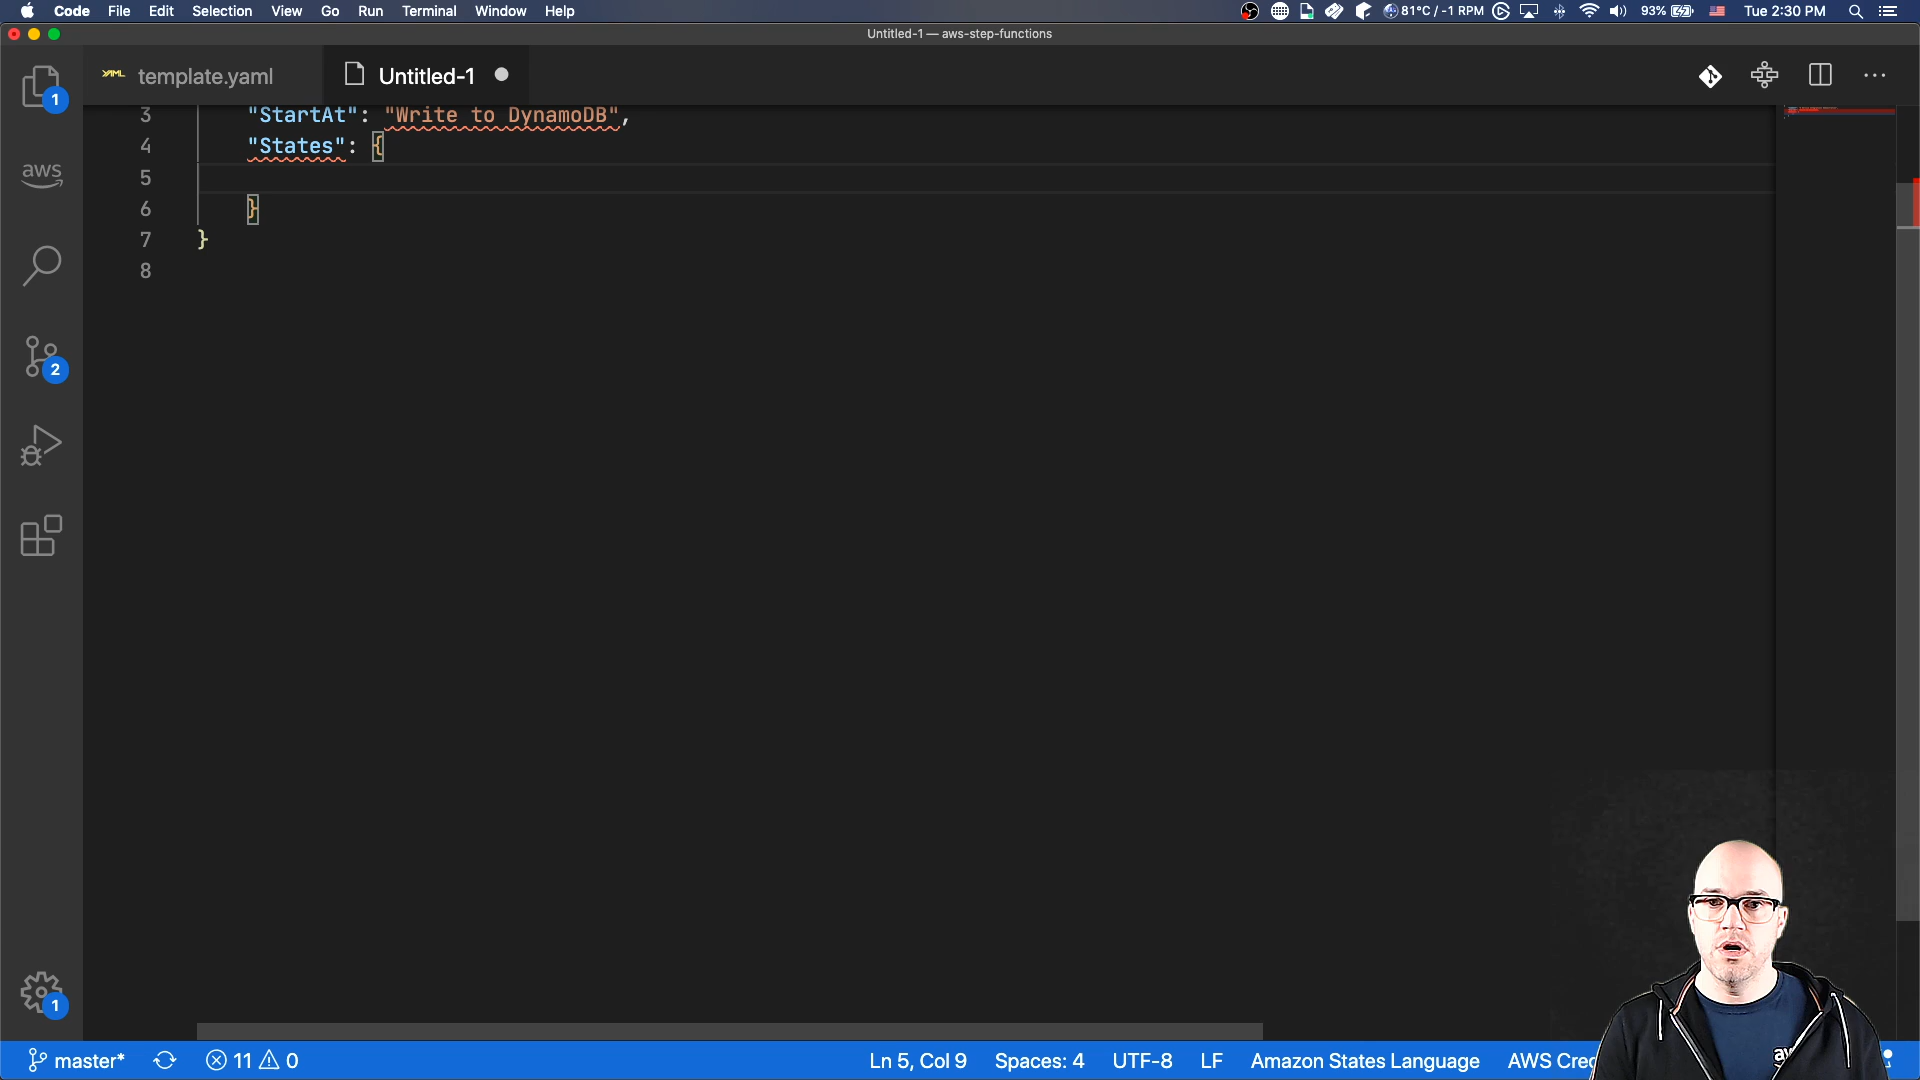 Code File Edit Selection View Go Run Terminal Window Help
81°C / -1 RPM 93% Tue 2:30 PM
Untitled-1 — aws-step-functions
YAML template.yaml Untitled-1
3 "StartAt": "Write to DynamoDB",
4 "States": {
5
6 }
7 }
8
1
aws
2
1
master* 11 0 Ln 5, Col 9 Spaces: 4 UTF-8 LF Amazon States Language AWS